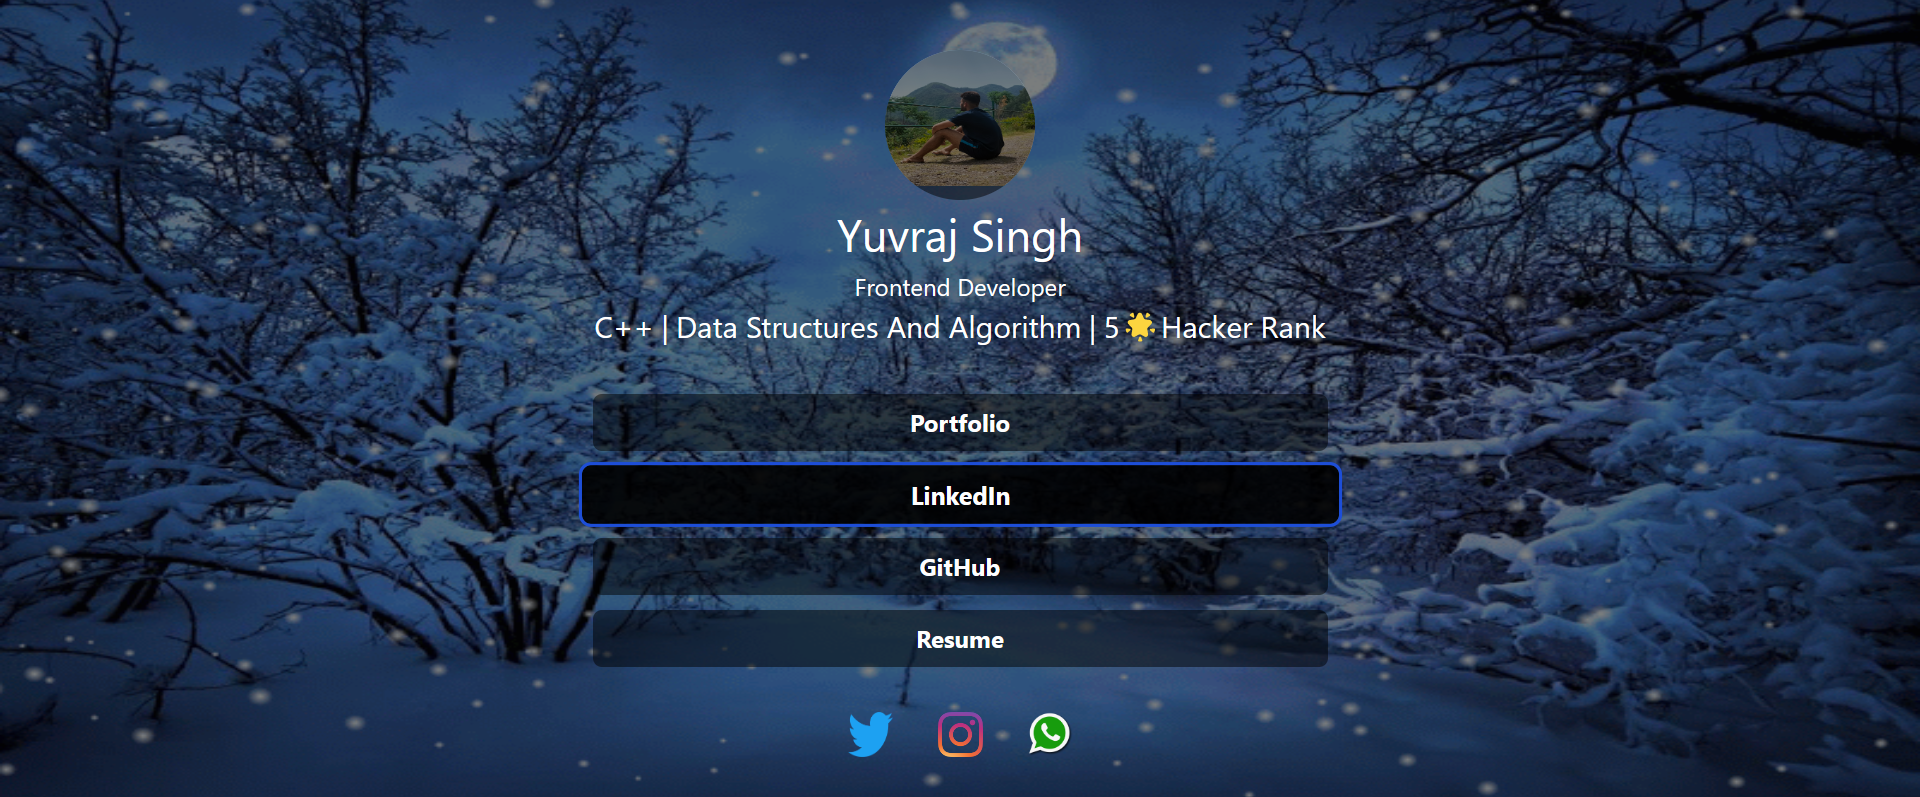 Yuvraj Singh
Frontend Developer
C++ | Data Structures And Algorithm | 5🌟Hacker Rank
Portfolio
LinkedIn
GitHub
Resume